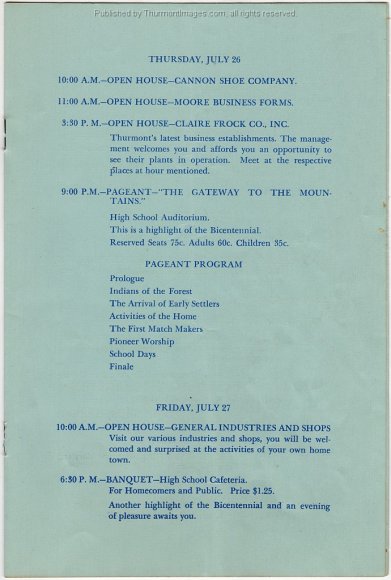 Published by ThurmontImages.com, all rights reserved.
THURSDAY, JULY 26
10:00 A.M.—OPEN HOUSE—CANNON SHOE COMPANY.
11:00 A.M.—OPEN HOUSE—MOORE BUSINESS FORMS.
3:30 P. M.—OPEN HOUSE—CLAIRE FROCK CO., INC.
Thurmont's latest business establishments. The manage-
ment welcomes you and affords you an opportunity to
see their plants in operation. Meet at the respective
places at hour mentioned.
9:00 P.M.—PAGEANT—"THE GATEWAY TO THE MOUN-
TAINS."
High School Auditorium.
This is a highlight of the Bicentennial.
Reserved Seats 75c. Adults 60c. Children 35c.
PAGEANT PROGRAM
Prologue
Indians of the Forest
The Arrival of Early Settlers
Activities of the Home
The First Match Makers
Pioneer Worship
School Days
Finale
FRIDAY, JULY 27
10:00 A.M.—OPEN HOUSE—GENERAL INDUSTRIES AND SHOPS
Visit our various industries and shops, you will be wel-
comed and surprised at the activities of your own home
town.
6:30 P. M.—BANQUET—High School Cafeteria.
For Homecomers and Public. Price $1.25.
Another highlight of the Bicentennial and an evening
of pleasure awaits you.